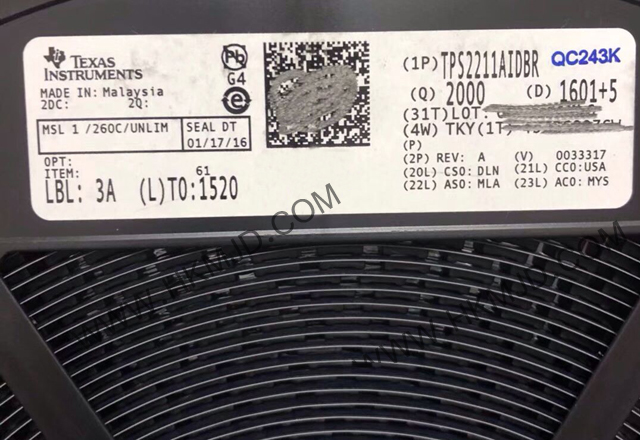 TEXAS
INSTRUMENTS
MADE IN: Malaysia
2DC: 2Q:
MSL 1 /260C/UNLIM
SEAL DT
01/17/16
OPT:
ITEM: 61
LBL: 3A (L)TO:1520
Pb
G4
e
(1P)TPS2211AIDBR QC243K
(Q) 2000 (D) 1601+5
(31T)LOT:
(4W) TKY(1T)
(P)
(2P) REV: A (V) 0033317
(20L) CSO: DLN (21L) CCO:USA
(22L) ASO: MLA (23L) ACO: MYS
WWW.HKMJD.COM
WWW.HKMJD.COM